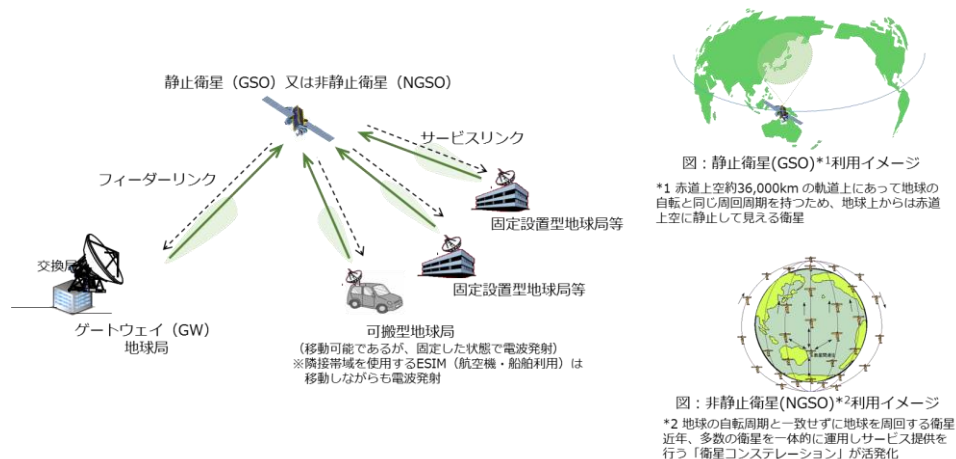 静止衛星（GSO）又は非静止衛星（NGSO）
サービスリンク
フィーダーリンク
固定設置型地球局等
交換局
固定設置型地球局等
ゲートウェイ（GW）
地球局
可搬型地球局
（移動可能であるが、固定した状態で電波発射）
※隣接帯域を使用するESIM（航空機・船舶利用）は
移動しながらも電波発射
図：静止衛星(GSO)*1利用イメージ
*1 赤道上空約36,000km の軌道上にあって地球の
自転と同じ周回周期を持つため、地球上からは赤道
上空に静止して見える衛星
図：非静止衛星(NGSO)*2利用イメージ
*2 地球の自転周期と一致せずに地球を周回する衛星
近年、多数の衛星を一体的に運用しサービス提供を
行う「衛星コンステレーション」が活発化